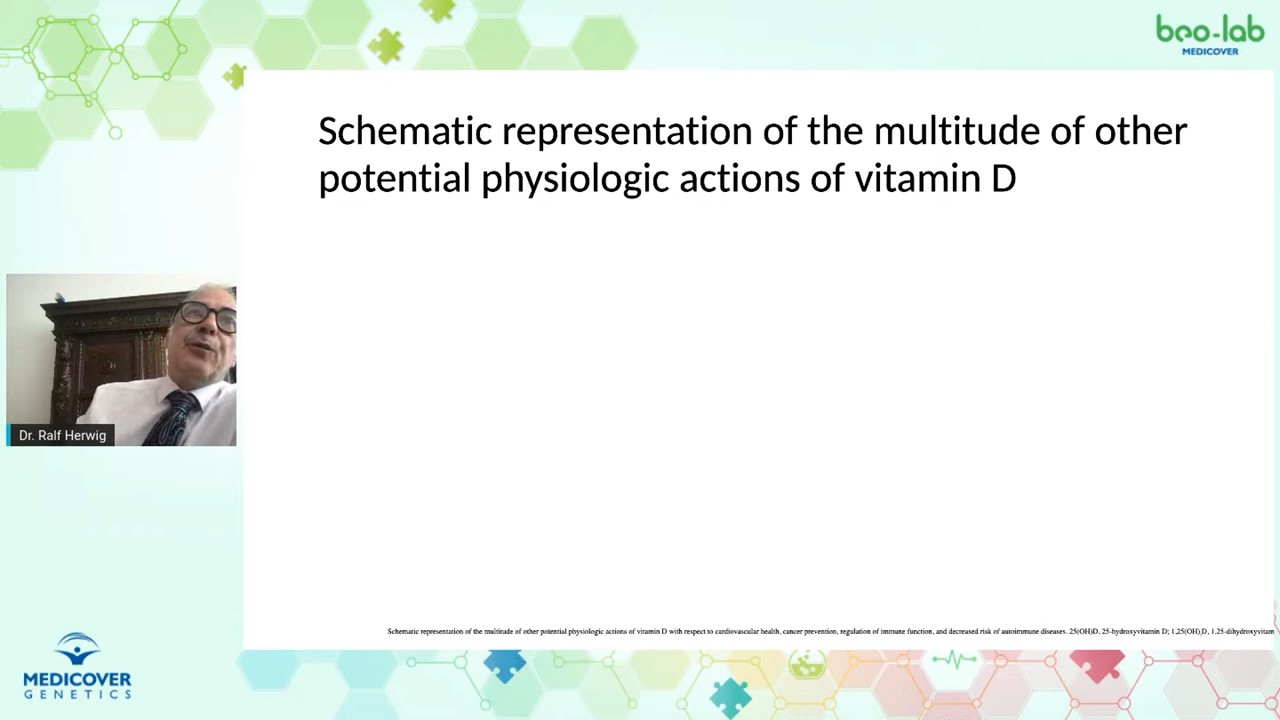 beo-lab
MEDICOVER
Schematic representation of the multitude of other
potential physiologic actions of vitamin D
Dr. Ralf Herwig
Schematic representation of the multitude of other potential physiologic actions of vitamin D with respect to cardiovascular health, cancer prevention, regulation of immune function, and decreased risk of autoimmune diseases. 25(OH)D, 25-hydroxyvitamin D; 1,25(OH)₂D, 1,25-dihydroxyvitam
MEDICOVER
GENETICS